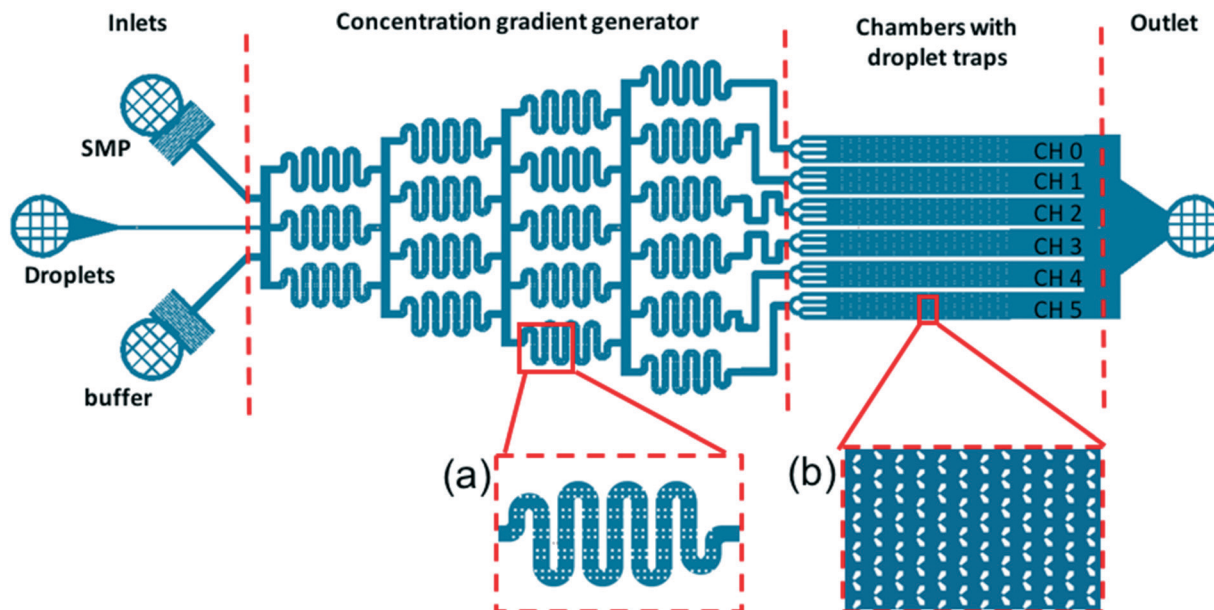 Inlets
Concentration gradient generator
Chambers with
droplet traps
Outlet
SMP
Droplets
buffer
CH 0
CH 1
CH 2
CH 3
CH 4
CH 5
(a)
(b)